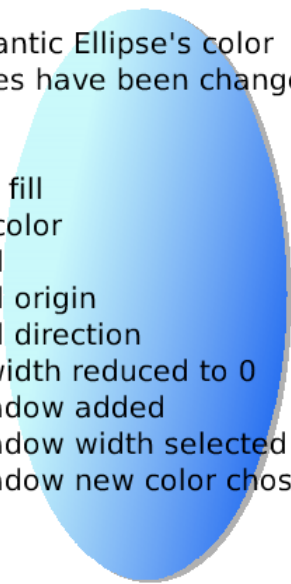 antic Ellipse's color
es have been change
fill
color
d
d origin
d direction
width reduced to 0
adow added
adow width selected
adow new color chos